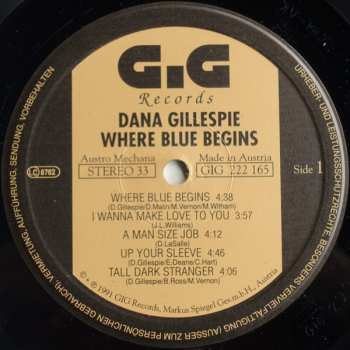 GiG
Records
DANA GILLESPIE
WHERE BLUE BEGINS
Austro Mechana
STEREO 33
Made in Austria
GIG 222 165
Side 1
LC 8762
WHERE BLUE BEGINS 4:38
(D.Gillespie/D.Malin/M.Vernon/M.Witham)
I WANNA MAKE LOVE TO YOU 3:57
(J.L.Williams)
A MAN SIZE JOB 4:12
(D.LaSalle)
UP YOUR SLEEVE 4:46
(D.Gillespie/E.Deane/C.Hart)
TALL DARK STRANGER 4:06
(D.Gillespie/B.Ross/M.Vernon)
1991 GIG Records, Markus Spiegel Ges.m.b.H., Austria
URHEBER- UND LEISTUNGSSCHUTZRECHTE, BESONDERS VERVIELFÄLTIGUNG (AUSSER ZUM PERSÖNLICHEN GEBRAUCH), VERMIETUNG, AUFFÜHRUNG, SENDUNG, VORBEHALTEN